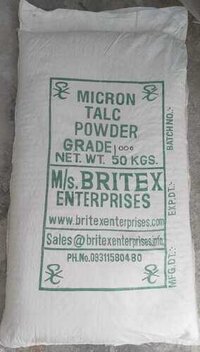 MICRON
TALC
POWDER
GRADE 1006
NET. WT. 50 KGS.
M/s. BRITEX
ENTERPRISES
www.britexenterprises.com
Sales@britexenterprises.info
PH.No.09311580480
BATCH NO.:-
EXP.DT.:-
MFG.DT.:-